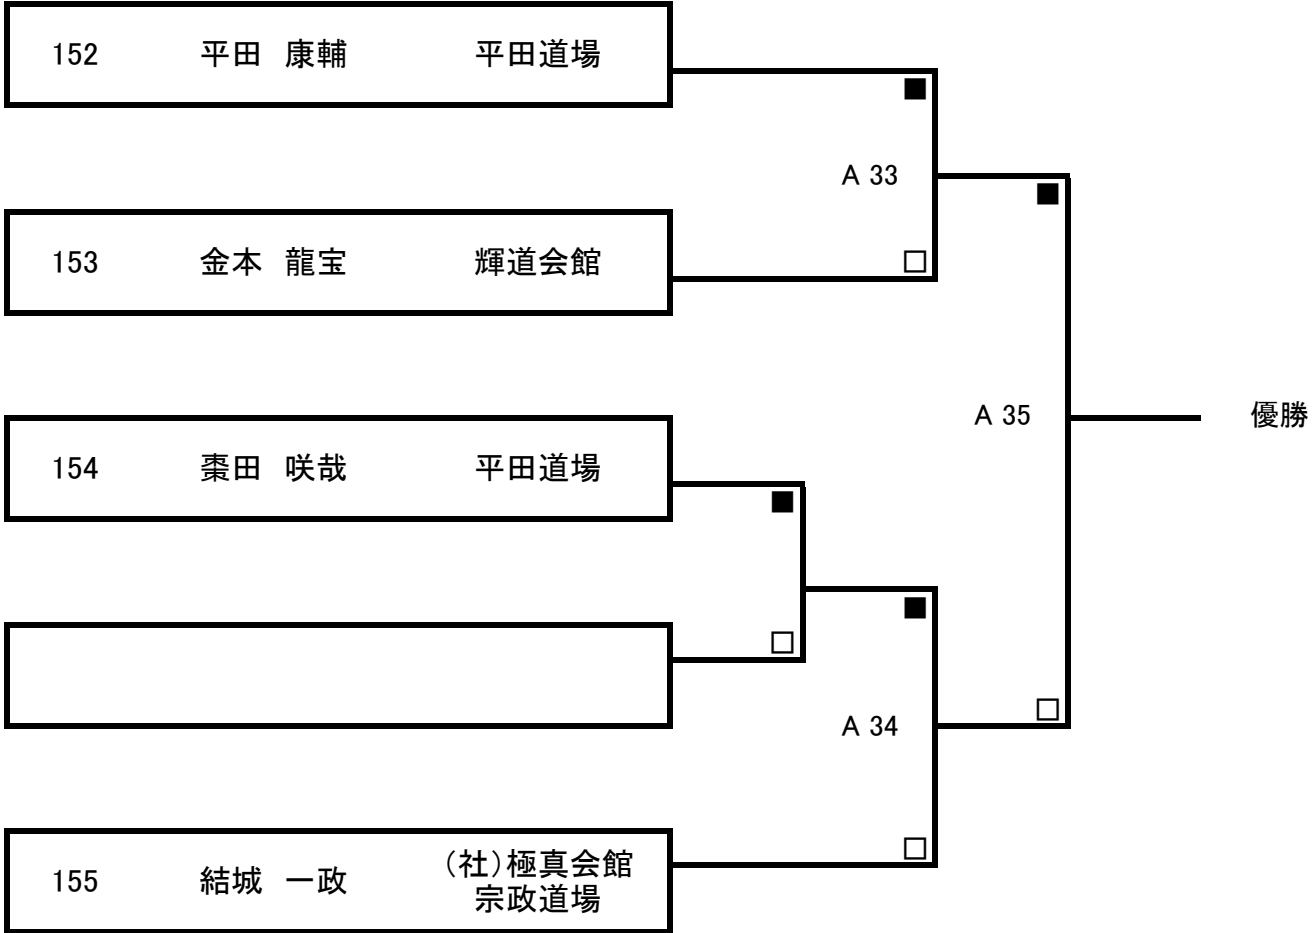 152 平田 康輔 平田道場
A 33
153 金本 龍宝 輝道会館
A 35 優勝
154 棗田 咲哉 平田道場
A 34
155 結城 一政 (社)極真会館
宗政道場